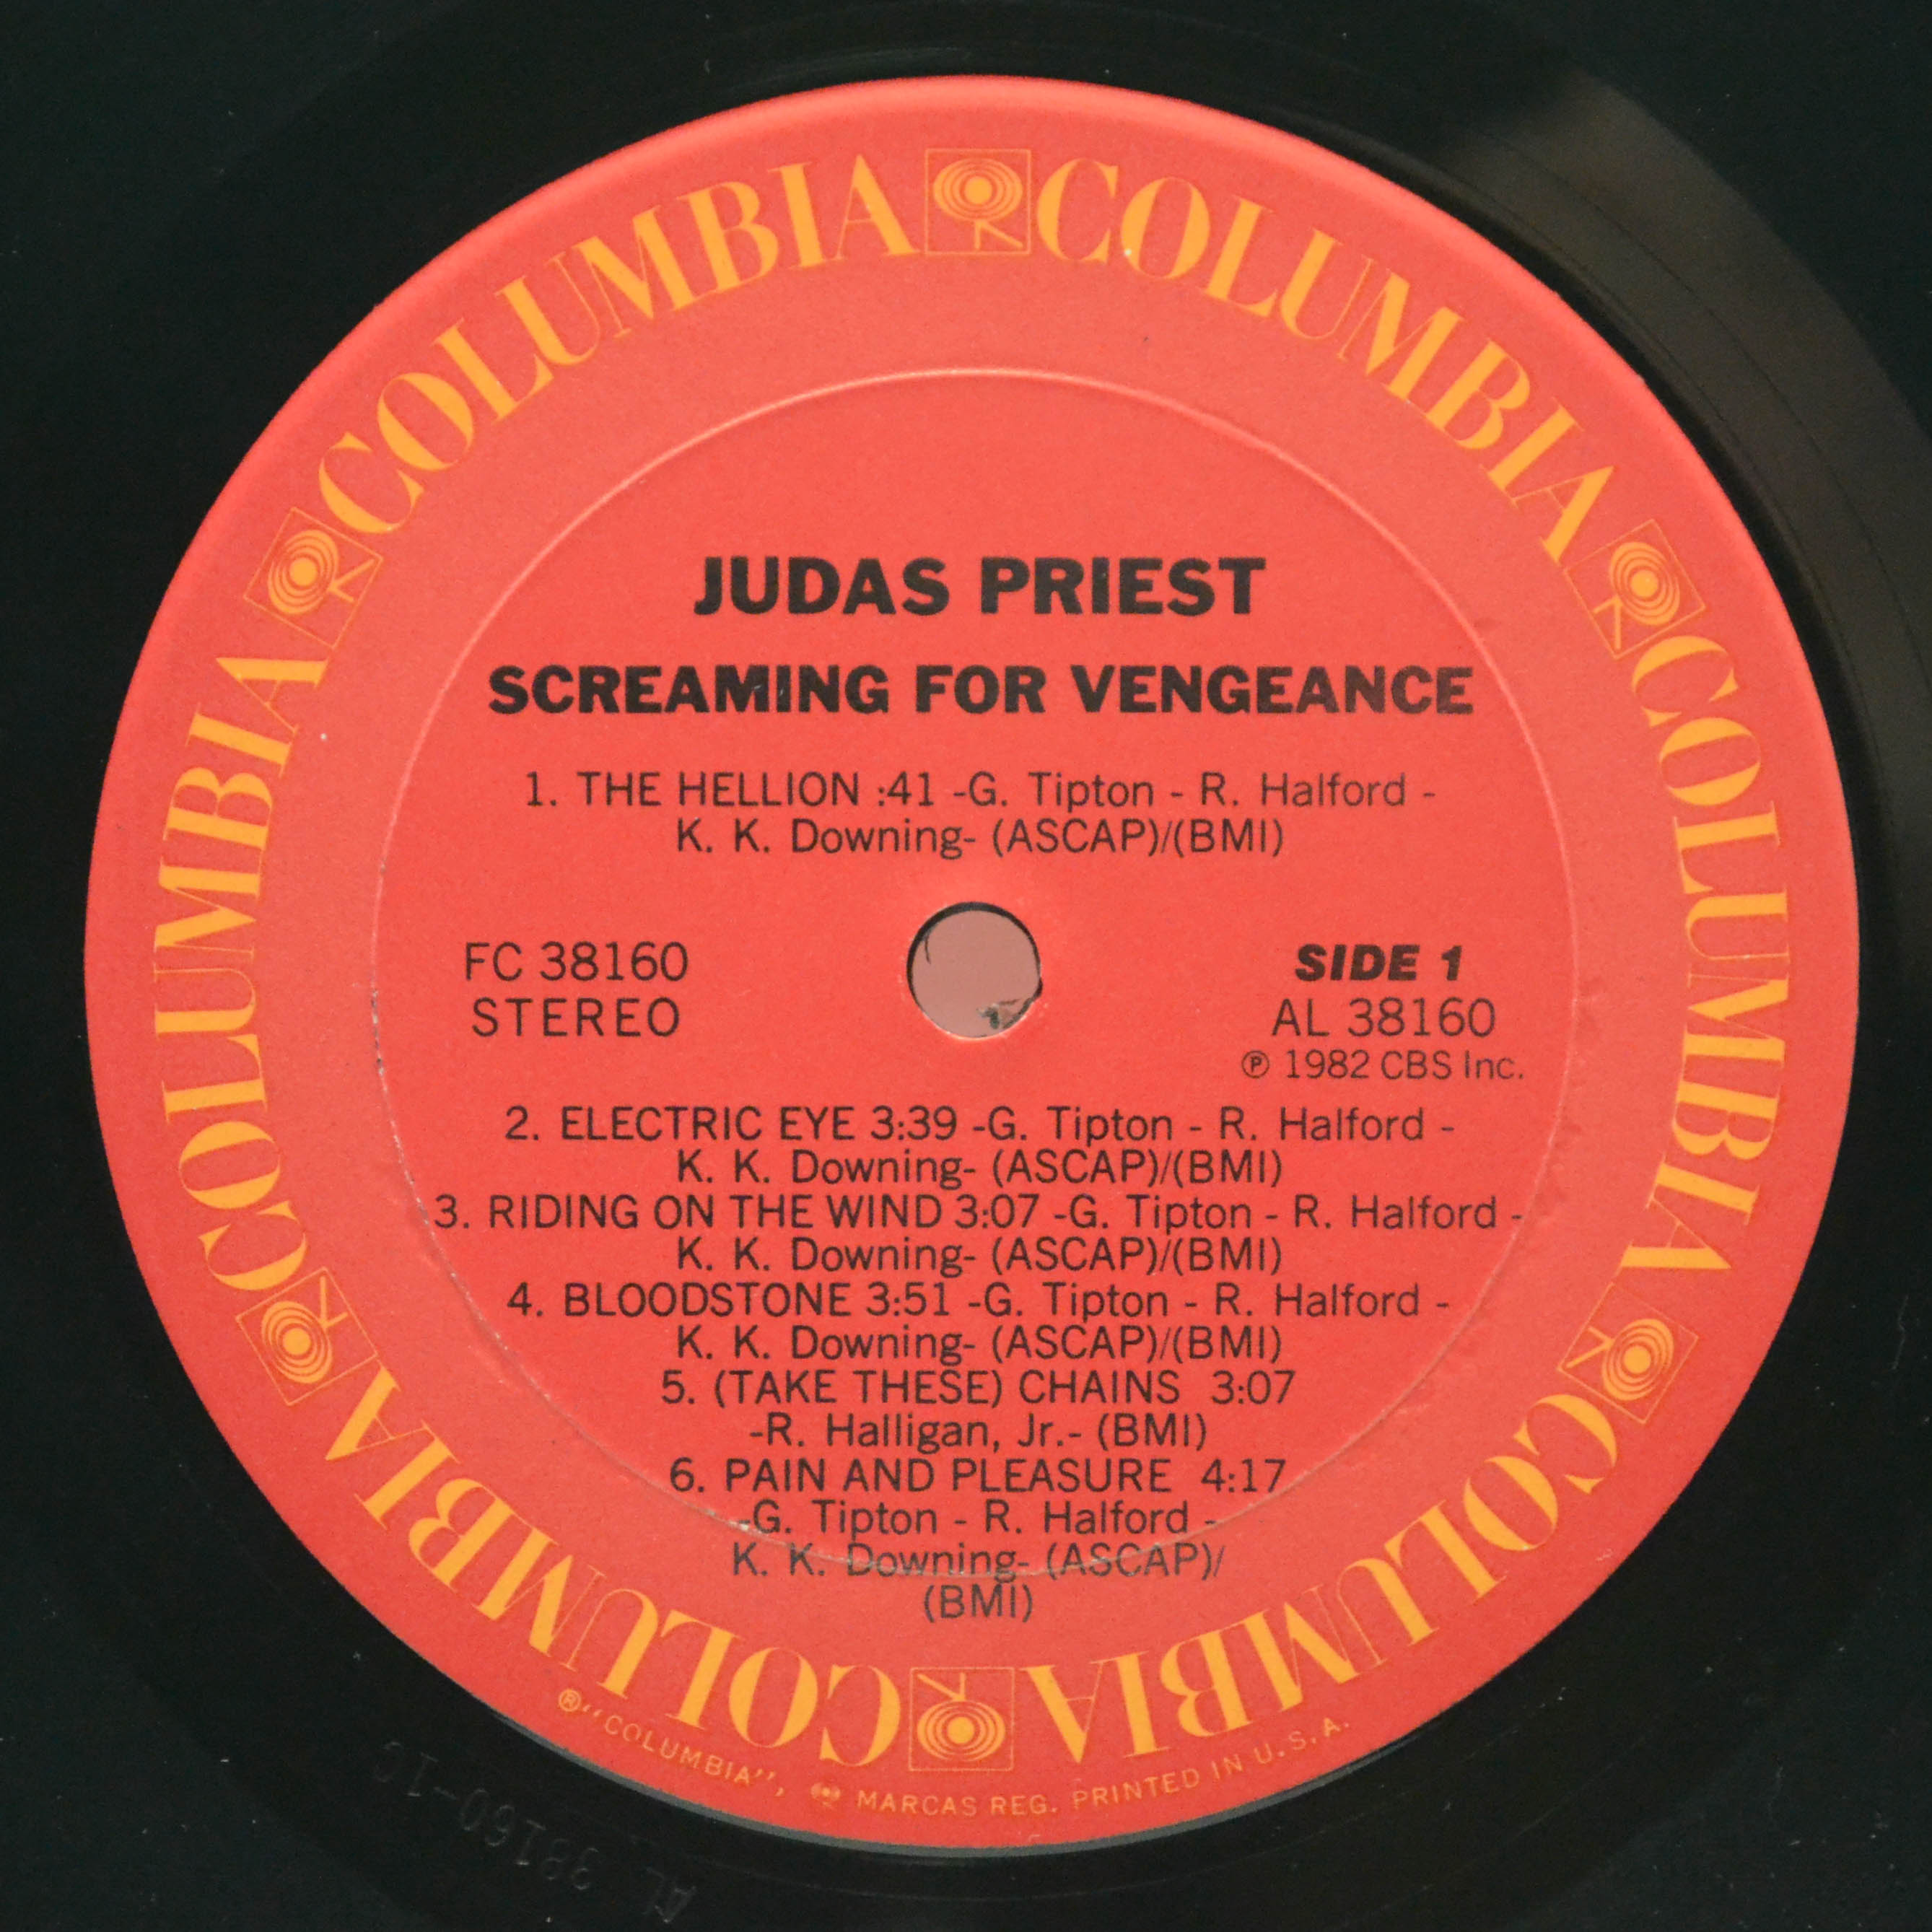 COLUMBIA COLUMBIA COLUMBIA COLUMBIA COLUMBIA COLUMBIA
JUDAS PRIEST
SCREAMING FOR VENGEANCE
1. THE HELLION :41 -G. Tipton - R. Halford -
K. K. Downing- (ASCAP)/(BMI)
FC 38160
STEREO
SIDE 1
AL 38160
℗ 1982 CBS Inc.
2. ELECTRIC EYE 3:39 -G. Tipton - R. Halford -
K. K. Downing- (ASCAP)/(BMI)
3. RIDING ON THE WIND 3:07 -G. Tipton - R. Halford -
K. K. Downing- (ASCAP)/(BMI)
4. BLOODSTONE 3:51 -G. Tipton - R. Halford -
K. K. Downing- (ASCAP)/(BMI)
5. (TAKE THESE) CHAINS 3:07
-R. Halligan, Jr.- (BMI)
6. PAIN AND PLEASURE 4:17
-G. Tipton - R. Halford -
K. K. Downing- (ASCAP)/
(BMI)
® "COLUMBIA", MARCAS REG. PRINTED IN U.S.A.
AL 38160-1C